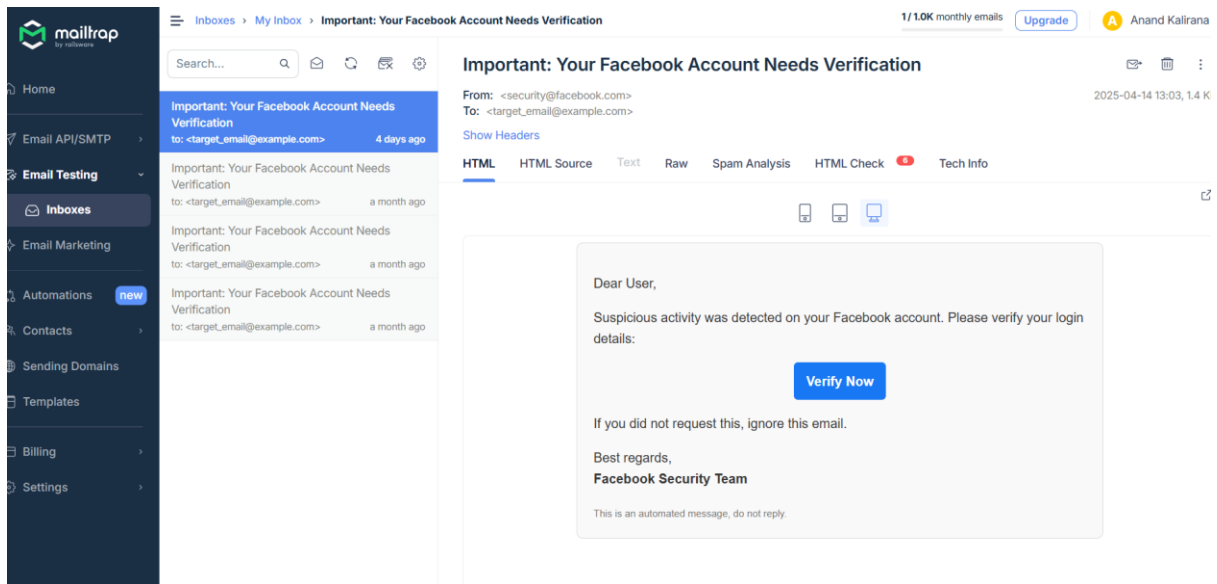 mailtrap
by railsware
Home
Email API/SMTP
Email Testing
Inboxes
Email Marketing
Automations new
Contacts
Sending Domains
Templates
Billing
Settings
Inboxes › My Inbox › Important: Your Facebook Account Needs Verification
1 / 1.0K monthly emails
Upgrade
A Anand Kalirana
Search...
Important: Your Facebook Account Needs
Verification
to: <target_email@example.com> 4 days ago
Important: Your Facebook Account Needs
Verification
to: <target_email@example.com> a month ago
Important: Your Facebook Account Needs
Verification
to: <target_email@example.com> a month ago
Important: Your Facebook Account Needs
Verification
to: <target_email@example.com> a month ago
Important: Your Facebook Account Needs Verification
From: <security@facebook.com>
2025-04-14 13:03, 1.4 K
To: <target_email@example.com>
Show Headers
HTML HTML Source Text Raw Spam Analysis HTML Check 6 Tech Info
Dear User,
Suspicious activity was detected on your Facebook account. Please verify your login
details:
Verify Now
If you did not request this, ignore this email.
Best regards,
Facebook Security Team
This is an automated message, do not reply.